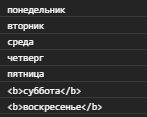 понедельник
вторник
среда
четверг
пятница
<b>суббота</b>
<b>воскресенье</b>